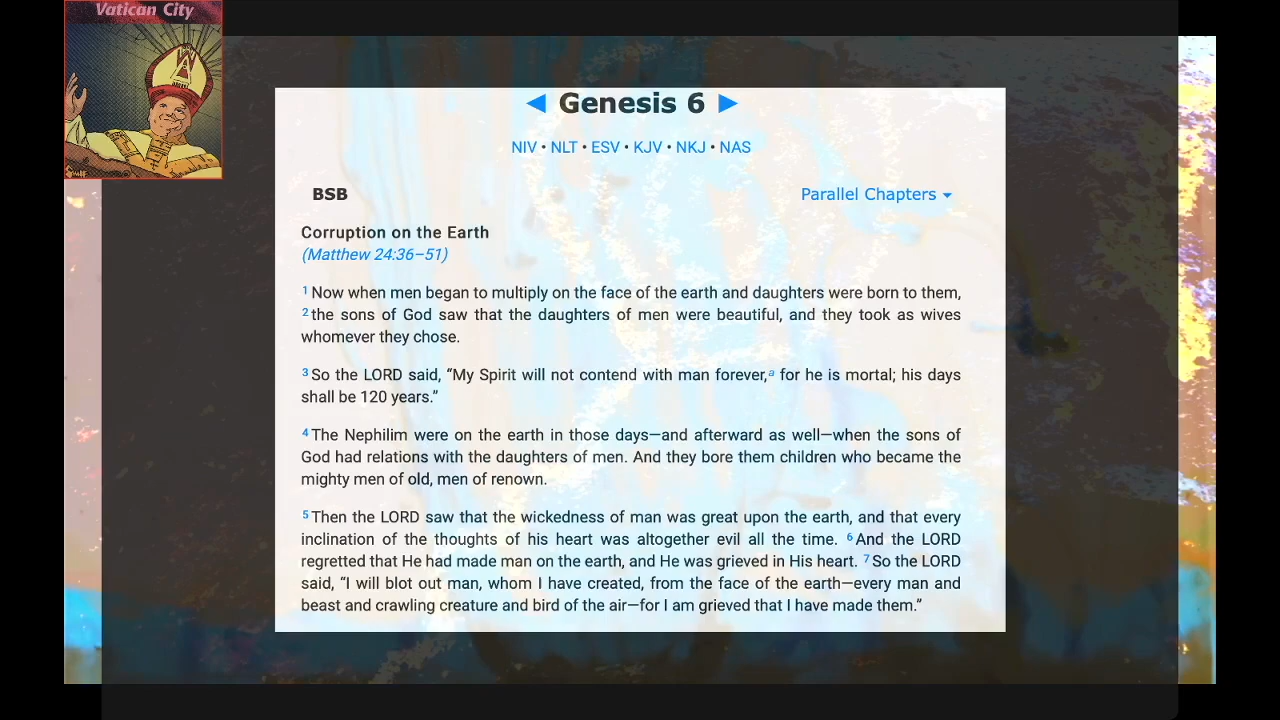 Vatican City
◀ Genesis 6 ▶
NIV • NLT • ESV • KJV • NKJ • NAS
BSB
Parallel Chapters
Corruption on the Earth
(Matthew 24:36–51)
1 Now when men began to multiply on the face of the earth and daughters were born to them,
2 the sons of God saw that the daughters of men were beautiful, and they took as wives
whomever they chose.
3 So the LORD said, “My Spirit will not contend with man forever,a for he is mortal; his days
shall be 120 years.”
4 The Nephilim were on the earth in those days—and afterward as well—when the sons of
God had relations with the daughters of men. And they bore them children who became the
mighty men of old, men of renown.
5 Then the LORD saw that the wickedness of man was great upon the earth, and that every
inclination of the thoughts of his heart was altogether evil all the time. 6 And the LORD
regretted that He had made man on the earth, and He was grieved in His heart. 7 So the LORD
said, “I will blot out man, whom I have created, from the face of the earth—every man and
beast and crawling creature and bird of the air—for I am grieved that I have made them.”